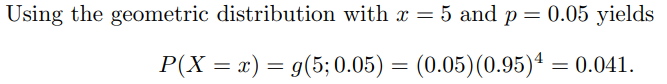 Using the geometric distribution with x = 5 and p = 0.05 yields
P(X = x) = g(5; 0.05) = (0.05)(0.95)⁴ = 0.041.